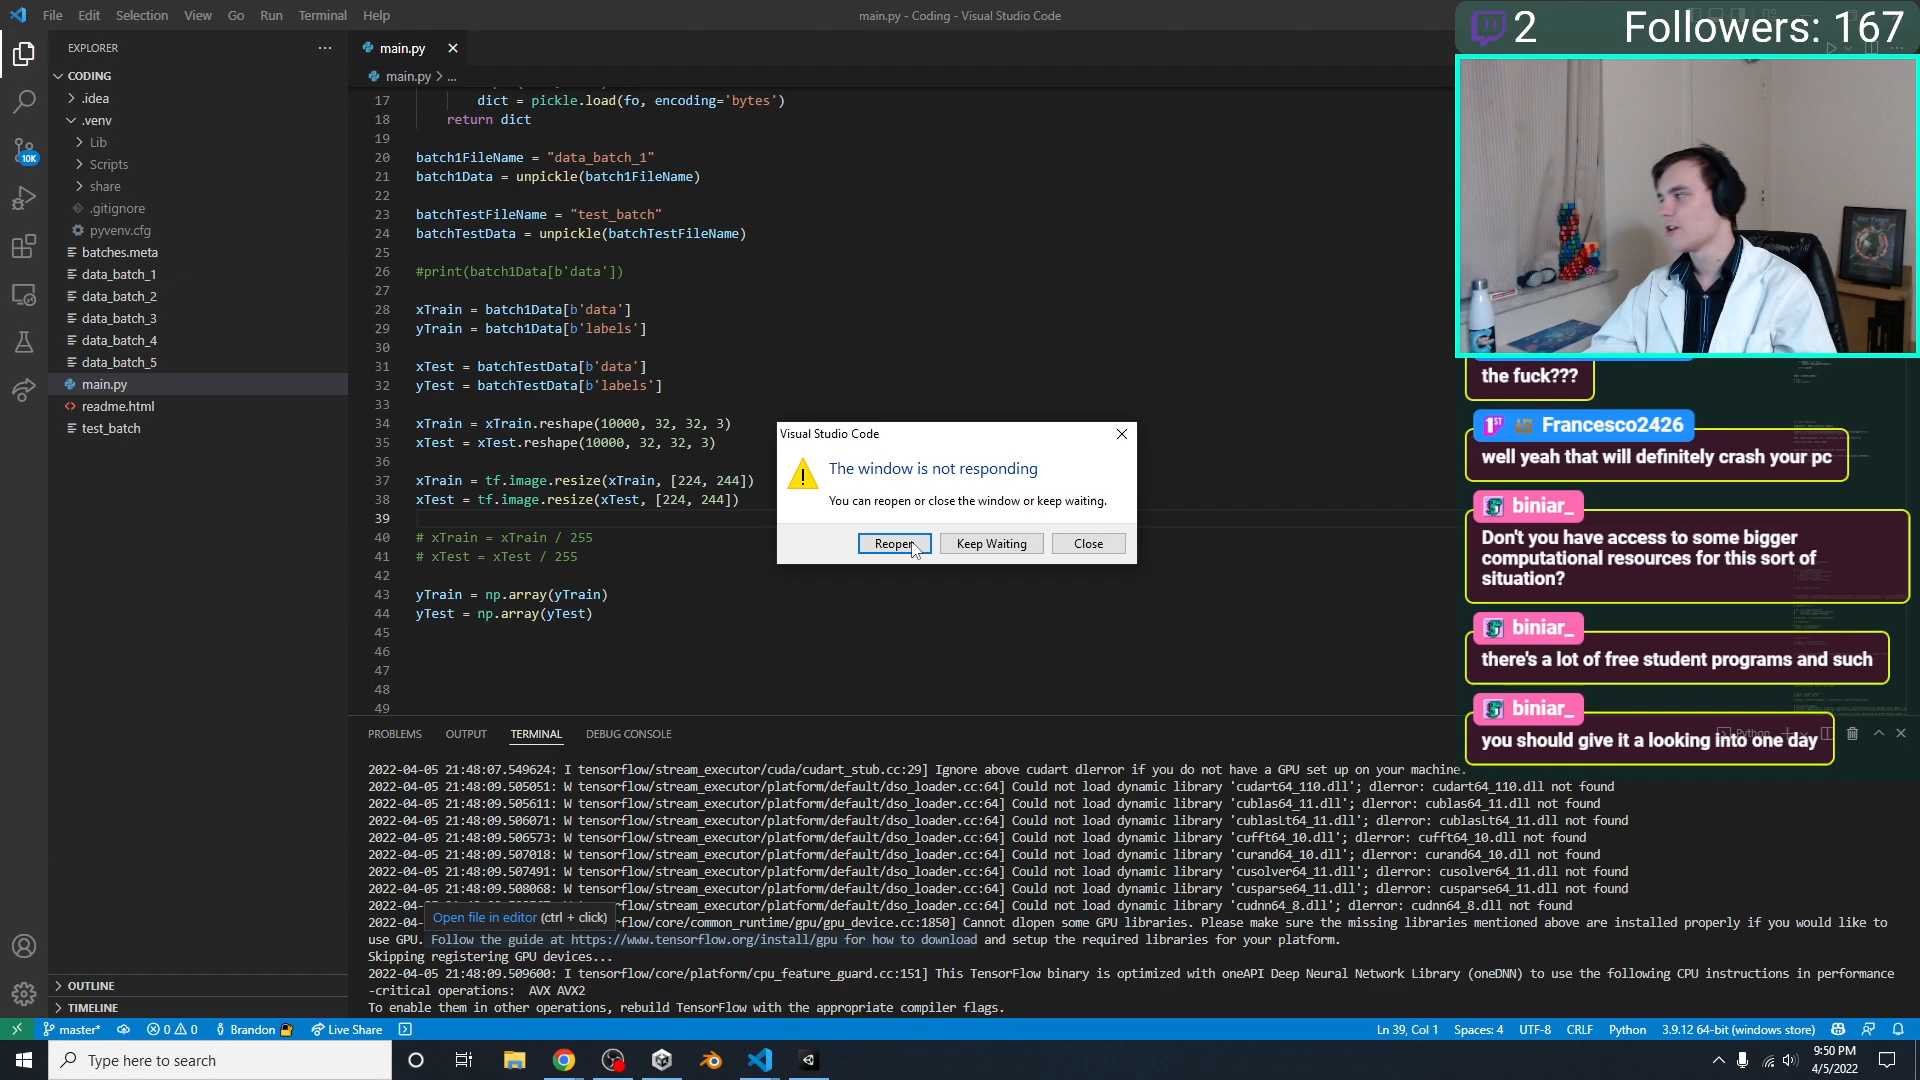 File Edit Selection View Go Run Terminal Help
main.py - Coding - Visual Studio Code
2 Followers: 167
EXPLORER
CODING
.idea
.venv
Lib
Scripts
share
.gitignore
pyvenv.cfg
batches.meta
data_batch_1
data_batch_2
data_batch_3
data_batch_4
data_batch_5
main.py
readme.html
test_batch
OUTLINE
TIMELINE
10K
main.py
main.py > ...
17 dict = pickle.load(fo, encoding='bytes')
18 return dict
19
20 batch1FileName = "data_batch_1"
21 batch1Data = unpickle(batch1FileName)
22
23 batchTestFileName = "test_batch"
24 batchTestData = unpickle(batchTestFileName)
25
26 #print(batch1Data[b'data'])
27
28 xTrain = batch1Data[b'data']
29 yTrain = batch1Data[b'labels']
30
31 xTest = batchTestData[b'data']
32 yTest = batchTestData[b'labels']
33
34 xTrain = xTrain.reshape(10000, 32, 32, 3)
35 xTest = xTest.reshape(10000, 32, 32, 3)
36
37 xTrain = tf.image.resize(xTrain, [224, 244])
38 xTest = tf.image.resize(xTest, [224, 244])
39
40 # xTrain = xTrain / 255
41 # xTest = xTest / 255
42
43 yTrain = np.array(yTrain)
44 yTest = np.array(yTest)
45
46
47
48
49
Visual Studio Code
The window is not responding
You can reopen or close the window or keep waiting.
Reopen Keep Waiting Close
the fuck???
1ST Francesco2426
well yeah that will definitely crash your pc
biniar_
Don't you have access to some bigger
computational resources for this sort of
situation?
biniar_
there's a lot of free student programs and such
biniar_
you should give it a looking into one day
PROBLEMS OUTPUT TERMINAL DEBUG CONSOLE
Python
2022-04-05 21:48:07.549624: I tensorflow/stream_executor/cuda/cudart_stub.cc:29] Ignore above cudart dlerror if you do not have a GPU set up on your machine.
2022-04-05 21:48:09.505051: W tensorflow/stream_executor/platform/default/dso_loader.cc:64] Could not load dynamic library 'cudart64_110.dll'; dlerror: cudart64_110.dll not found
2022-04-05 21:48:09.505611: W tensorflow/stream_executor/platform/default/dso_loader.cc:64] Could not load dynamic library 'cublas64_11.dll'; dlerror: cublas64_11.dll not found
2022-04-05 21:48:09.506071: W tensorflow/stream_executor/platform/default/dso_loader.cc:64] Could not load dynamic library 'cublasLt64_11.dll'; dlerror: cublasLt64_11.dll not found
2022-04-05 21:48:09.506573: W tensorflow/stream_executor/platform/default/dso_loader.cc:64] Could not load dynamic library 'cufft64_10.dll'; dlerror: cufft64_10.dll not found
2022-04-05 21:48:09.507018: W tensorflow/stream_executor/platform/default/dso_loader.cc:64] Could not load dynamic library 'curand64_10.dll'; dlerror: curand64_10.dll not found
2022-04-05 21:48:09.507491: W tensorflow/stream_executor/platform/default/dso_loader.cc:64] Could not load dynamic library 'cusolver64_11.dll'; dlerror: cusolver64_11.dll not found
2022-04-05 21:48:09.508068: W tensorflow/stream_executor/platform/default/dso_loader.cc:64] Could not load dynamic library 'cusparse64_11.dll'; dlerror: cusparse64_11.dll not found
2022-04-05 tensorflow/stream_executor/platform/default/dso_loader.cc:64] Could not load dynamic library 'cudnn64_8.dll'; dlerror: cudnn64_8.dll not found
Open file in editor (ctrl + click)
2022-04- rflow/core/common_runtime/gpu/gpu_device.cc:1850] Cannot dlopen some GPU libraries. Please make sure the missing libraries mentioned above are installed properly if you would like to
use GPU. Follow the guide at https://www.tensorflow.org/install/gpu for how to download and setup the required libraries for your platform.
Skipping registering GPU devices...
2022-04-05 21:48:09.509600: I tensorflow/core/platform/cpu_feature_guard.cc:151] This TensorFlow binary is optimized with oneAPI Deep Neural Network Library (oneDNN) to use the following CPU instructions in performance
-critical operations: AVX AVX2
To enable them in other operations, rebuild TensorFlow with the appropriate compiler flags.
master* 0 0 Brandon Live Share
Ln 39, Col 1 Spaces: 4 UTF-8 CRLF Python 3.9.12 64-bit (windows store)
Type here to search
9:50 PM
4/5/2022